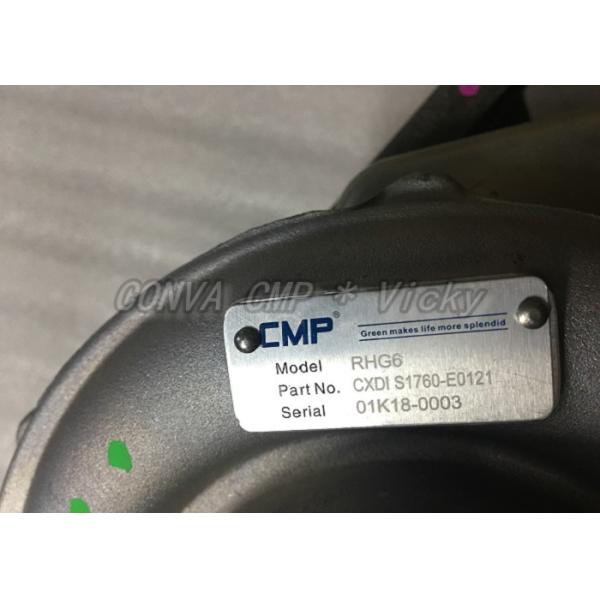 CONVA CMP * Vicky
CMP®
Green makes life more splendid
Model RHG6
Part No. CXDI S1760-E0121
Serial 01K18-0003